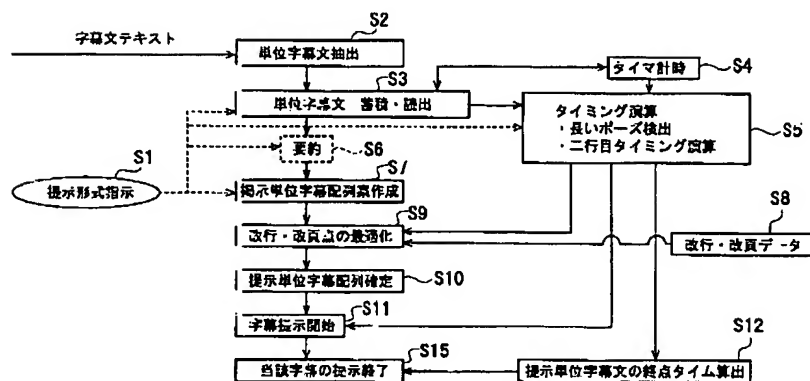 字幕文テキスト
S2
単位字幕文抽出
S3
単位字幕文 蓄積・読出
S4
タイマ計時
タイミング演算
・長いポーズ検出
・二行目タイミング演算
S5
要約
S6
S1
提示形式指示
S7
提示単位字幕配列案作成
S9
改行・改頁点の最適化
S8
改行・改頁データ
S10
提示単位字幕配列確定
S11
字幕提示開始
S12
提示単位字幕文の終点タイム算出
S15
当該字幕の提示終了